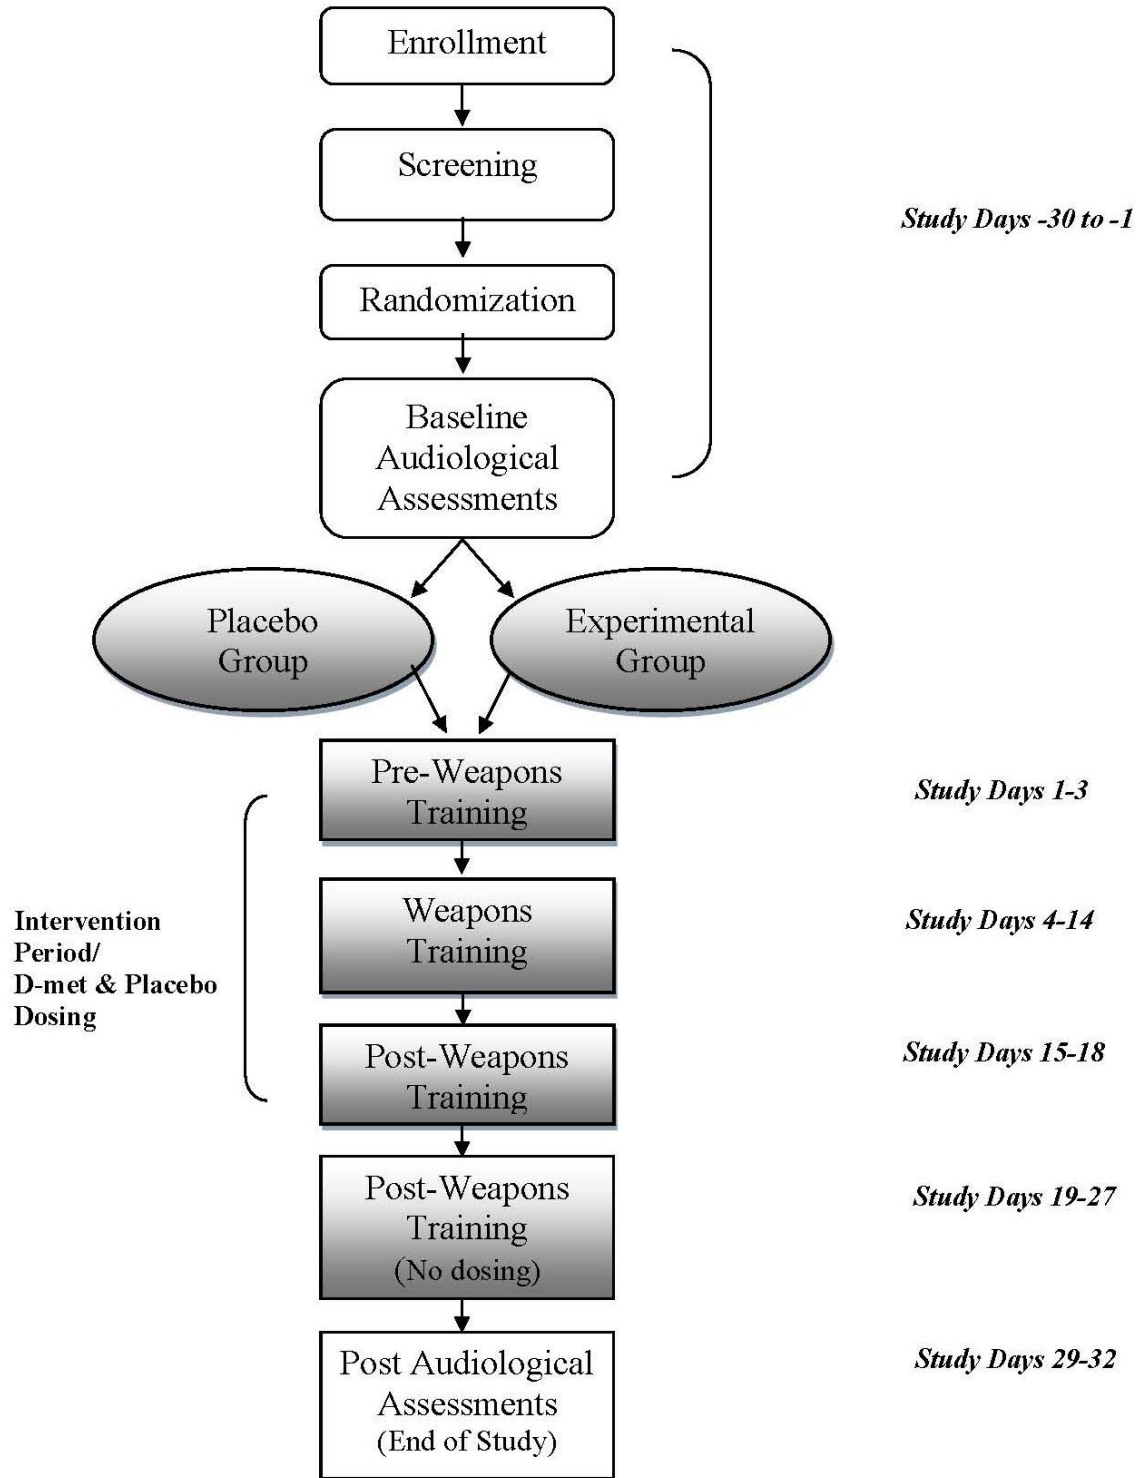 Enrollment
Screening
Study Days -30 to -1
Randomization
Baseline
Audiological
Assessments
Placebo
Group
Experimental
Group
Pre-Weapons
Training
Study Days 1-3
Intervention
Period/
D-met & Placebo
Dosing
Weapons
Training
Study Days 4-14
Post-Weapons
Training
Study Days 15-18
Post-Weapons
Training
(No dosing)
Study Days 19-27
Post Audiological
Assessments
(End of Study)
Study Days 29-32